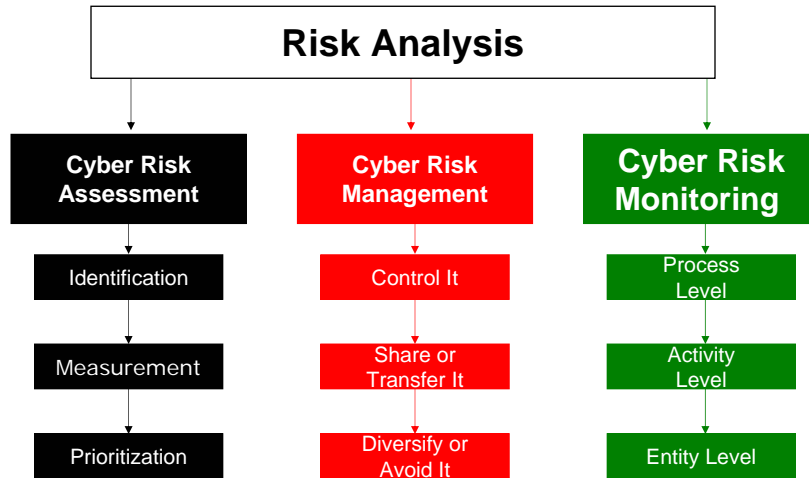 Risk Analysis
Cyber Risk
Assessment
Identification
Measurement
Prioritization
Cyber Risk
Management
Control It
Share or
Transfer It
Diversify or
Avoid It
Cyber Risk
Monitoring
Process
Level
Activity
Level
Entity Level